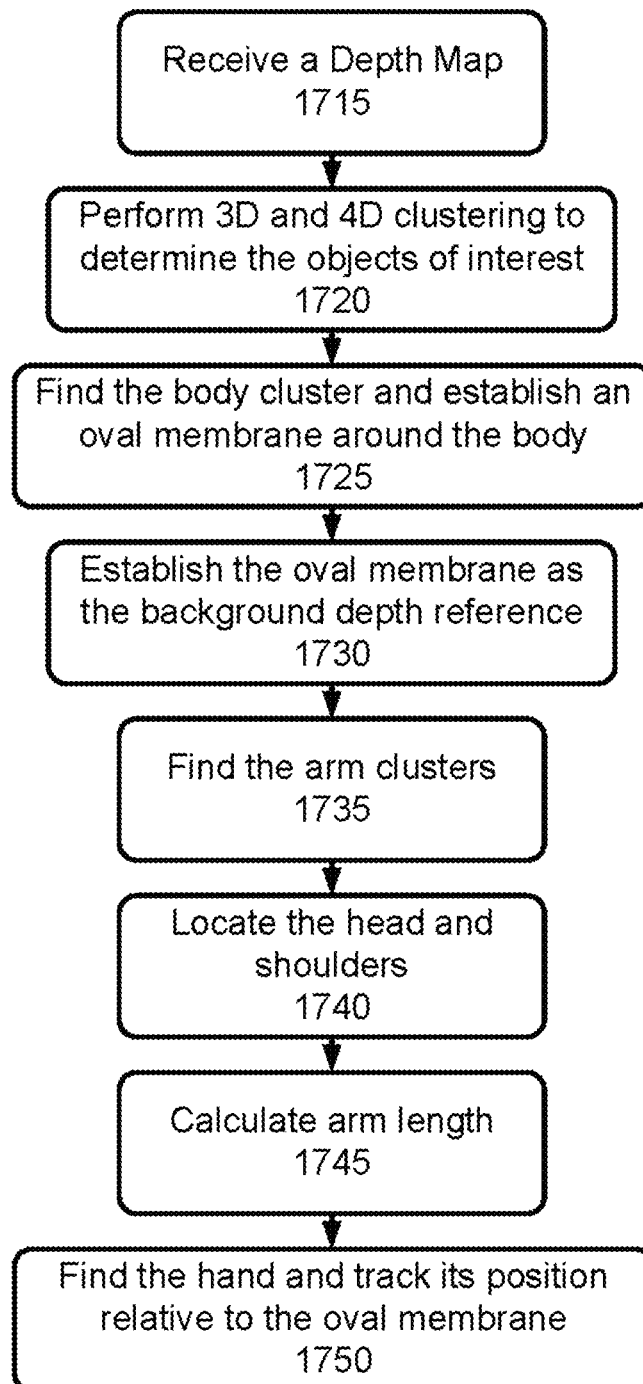 Receive a Depth Map
1715
Perform 3D and 4D clustering to
determine the objects of interest
1720
Find the body cluster and establish an
oval membrane around the body
1725
Establish the oval membrane as
the background depth reference
1730
Find the arm clusters
1735
Locate the head and
shoulders
1740
Calculate arm length
1745
Find the hand and track its position
relative to the oval membrane
1750